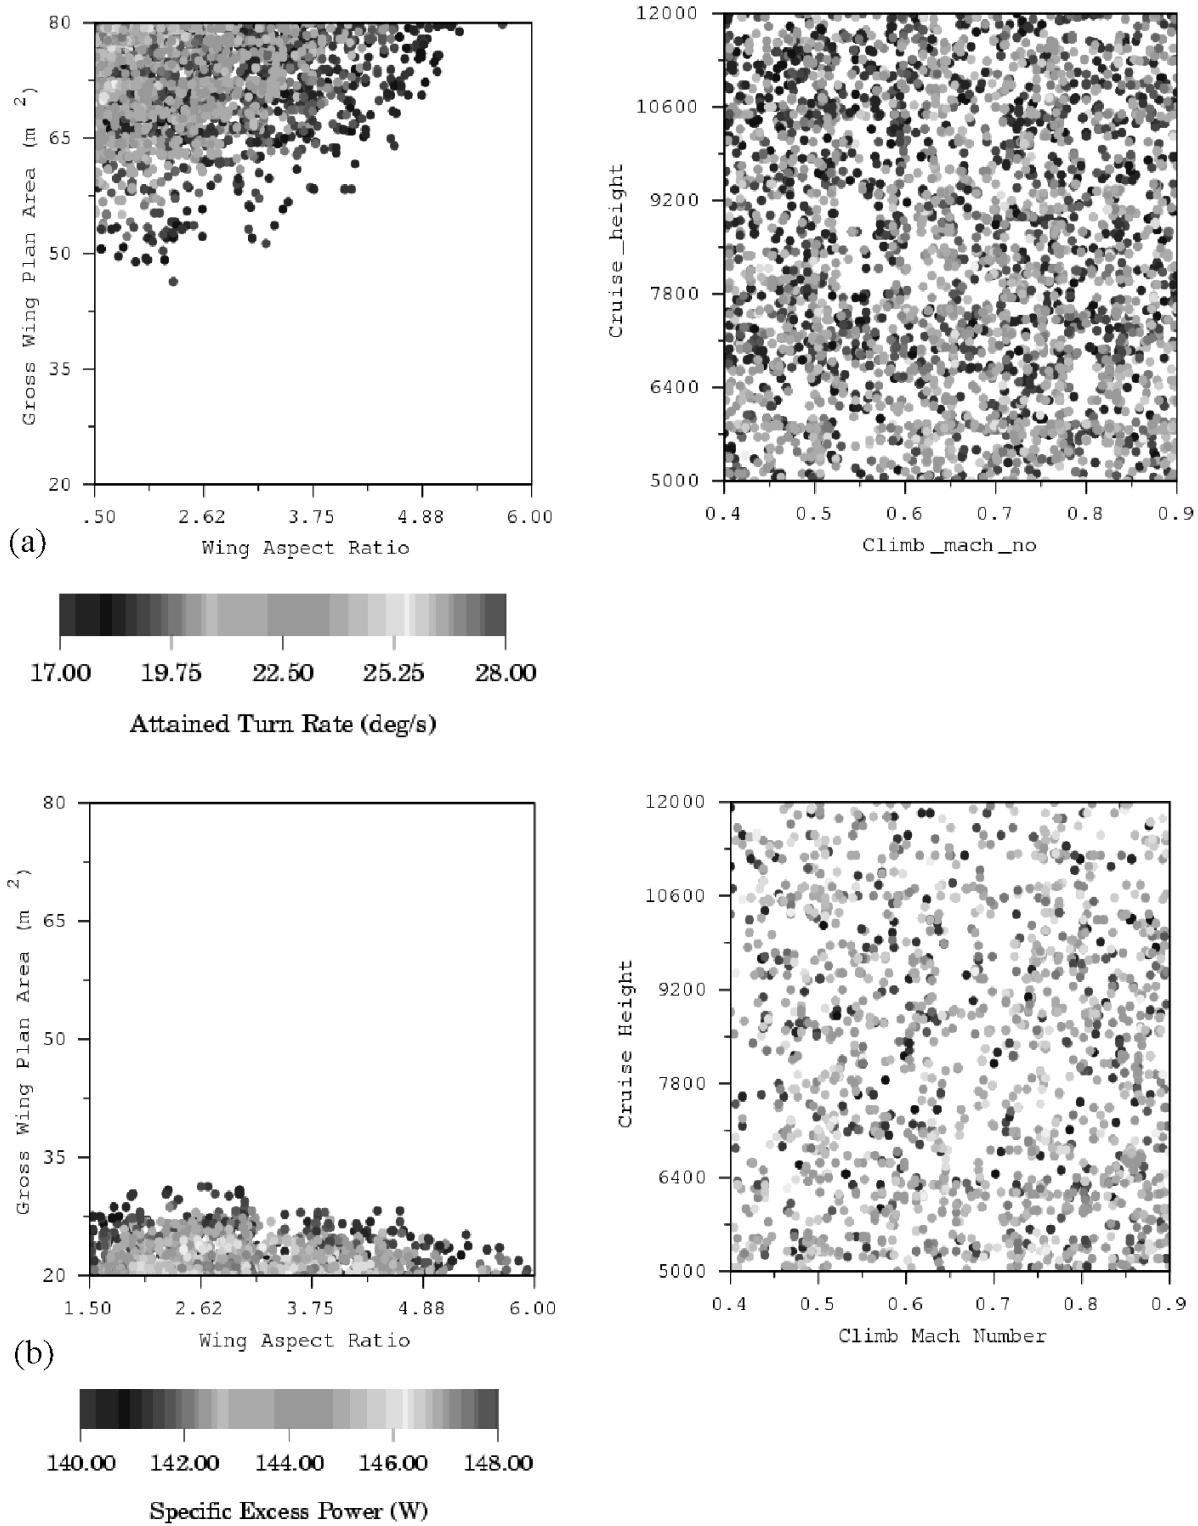 80
65
50
35
20
Gross Wing Plan Area (m 2)
.50 2.62 3.75 4.88 6.00
Wing Aspect Ratio
(a)
12000
10600
9200
7800
6400
5000
Cruise_height
0.4 0.5 0.6 0.7 0.8 0.9
Climb_mach_no
17.00 19.75 22.50 25.25 28.00
Attained Turn Rate (deg/s)
80
65
50
35
20
Gross Wing Plan Area (m 2)
1.50 2.62 3.75 4.88 6.00
Wing Aspect Ratio
(b)
12000
10600
9200
7800
6400
5000
Cruise Height
0.4 0.5 0.6 0.7 0.8 0.9
Climb Mach Number
140.00 142.00 144.00 146.00 148.00
Specific Excess Power (W)